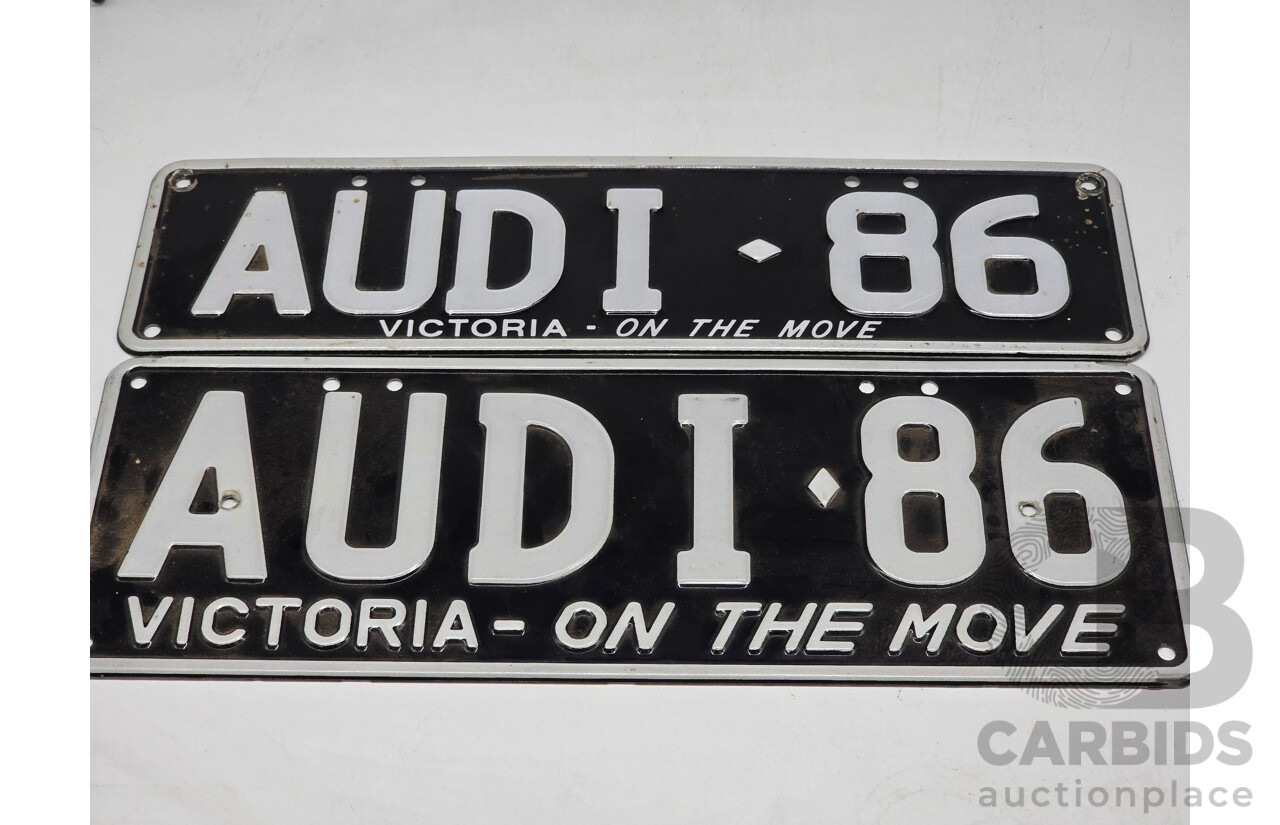 AUDI 86
VICTORIA - ON THE MOVE
AUDI 86
VICTORIA - ON THE MOVE
CARBIDS
auctionplace